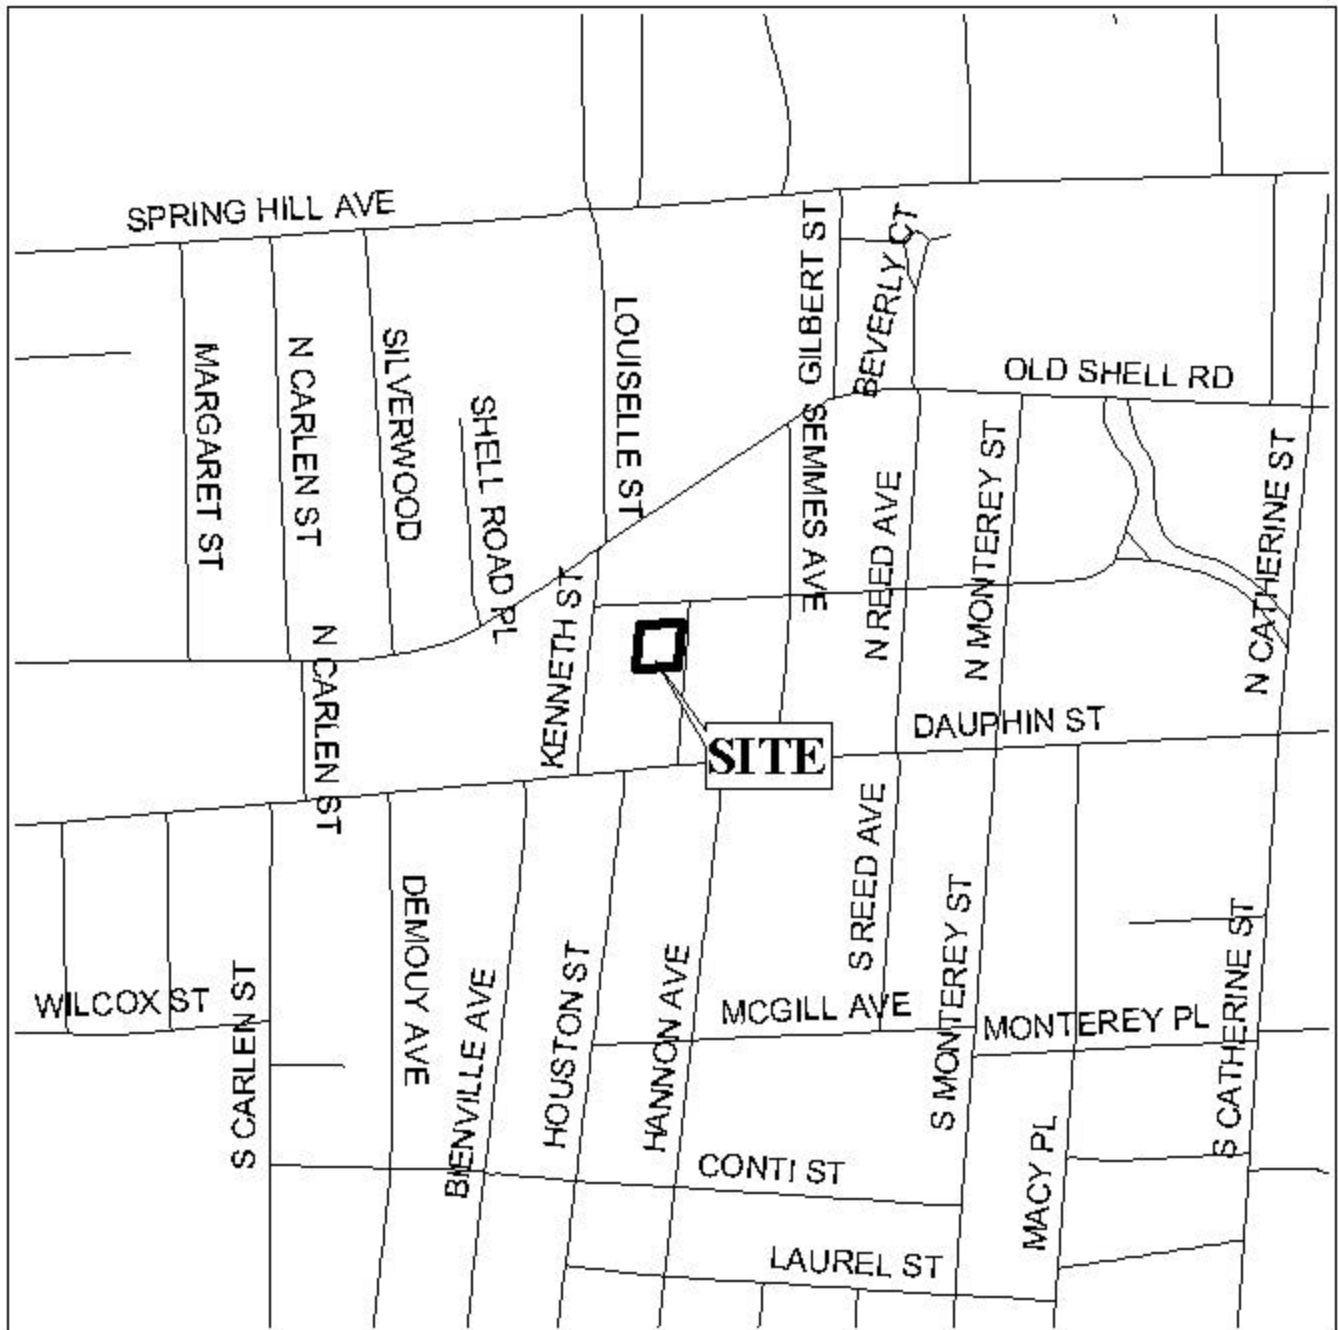 SPRING HILL AVE
MARGARET ST
N CARLEN ST
SILVERWOOD
SHELL ROAD PL
LOUISELLE ST
GILBERT ST
BEVERLY CT
OLD SHELL RD
SEMMES AVE
N REED AVE
N MONTEREY ST
N CATHERINE ST
KENNETH ST
N CARLEN ST
SITE
DAUPHIN ST
WILCOX ST
S CARLEN ST
DEMOUY AVE
BIENVILLE AVE
HOUSTON ST
HANNON AVE
S REED AVE
MCGILL AVE
S MONTEREY ST
MONTEREY PL
S CATHERINE ST
CONTI ST
MACY PL
LAUREL ST